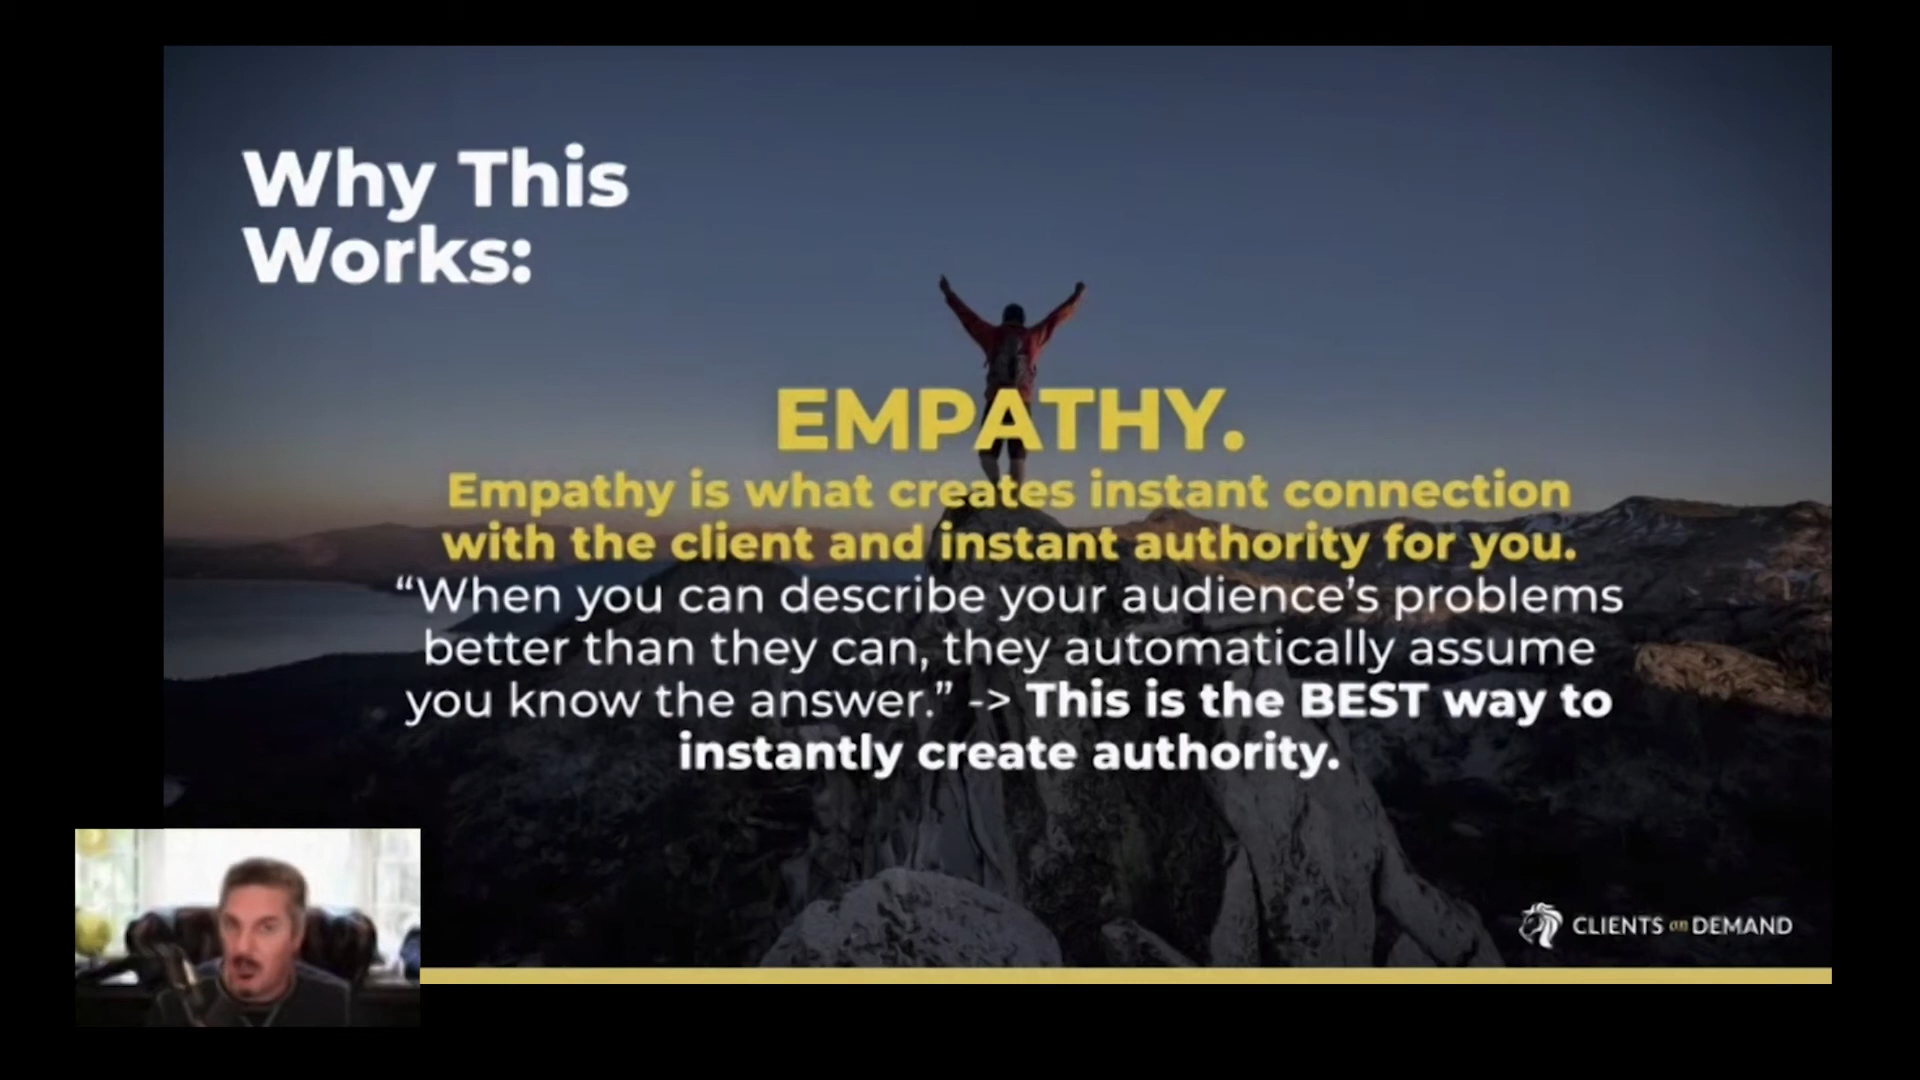 Why This
Works:
EMPATHY.
Empathy is what creates instant connection
with the client and instant authority for you.
“When you can describe your audience’s problems
better than they can, they automatically assume
you know the answer.” -> This is the BEST way to
instantly create authority.
CLIENTS on DEMAND